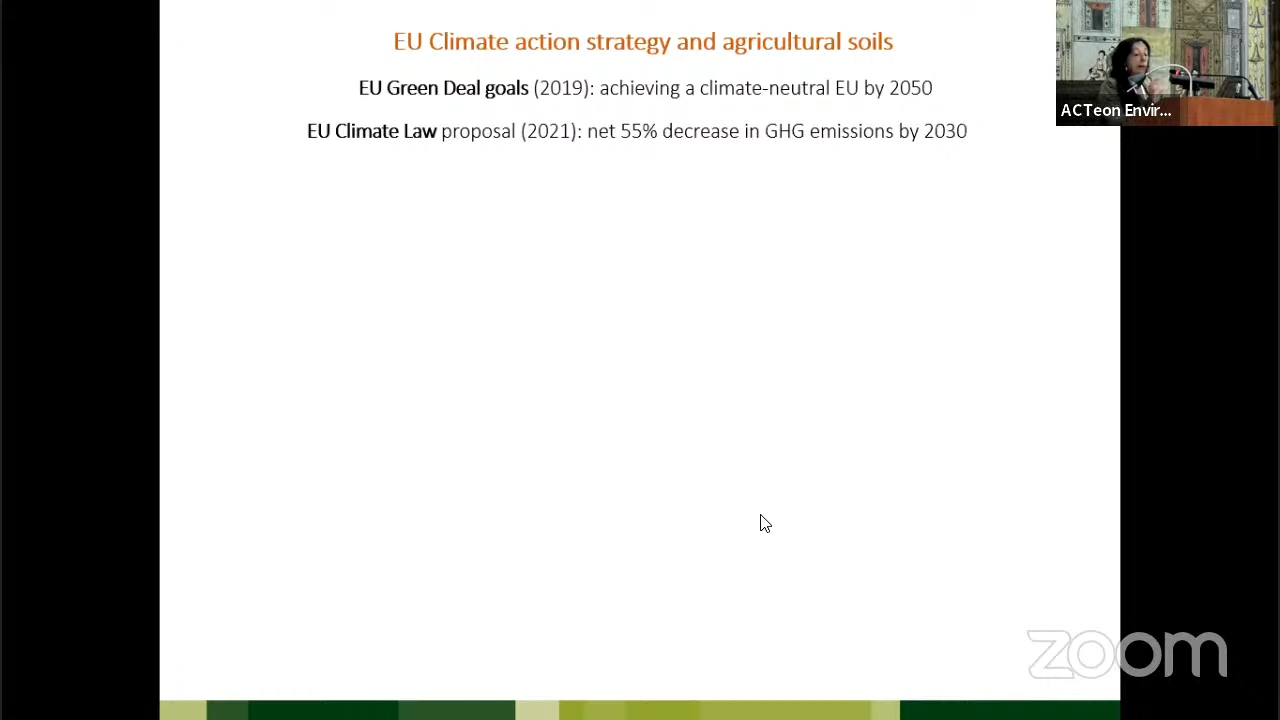 EU Climate action strategy and agricultural soils
EU Green Deal goals (2019): achieving a climate-neutral EU by 2050
EU Climate Law proposal (2021): net 55% decrease in GHG emissions by 2030
ACTeon Envir...
zoom